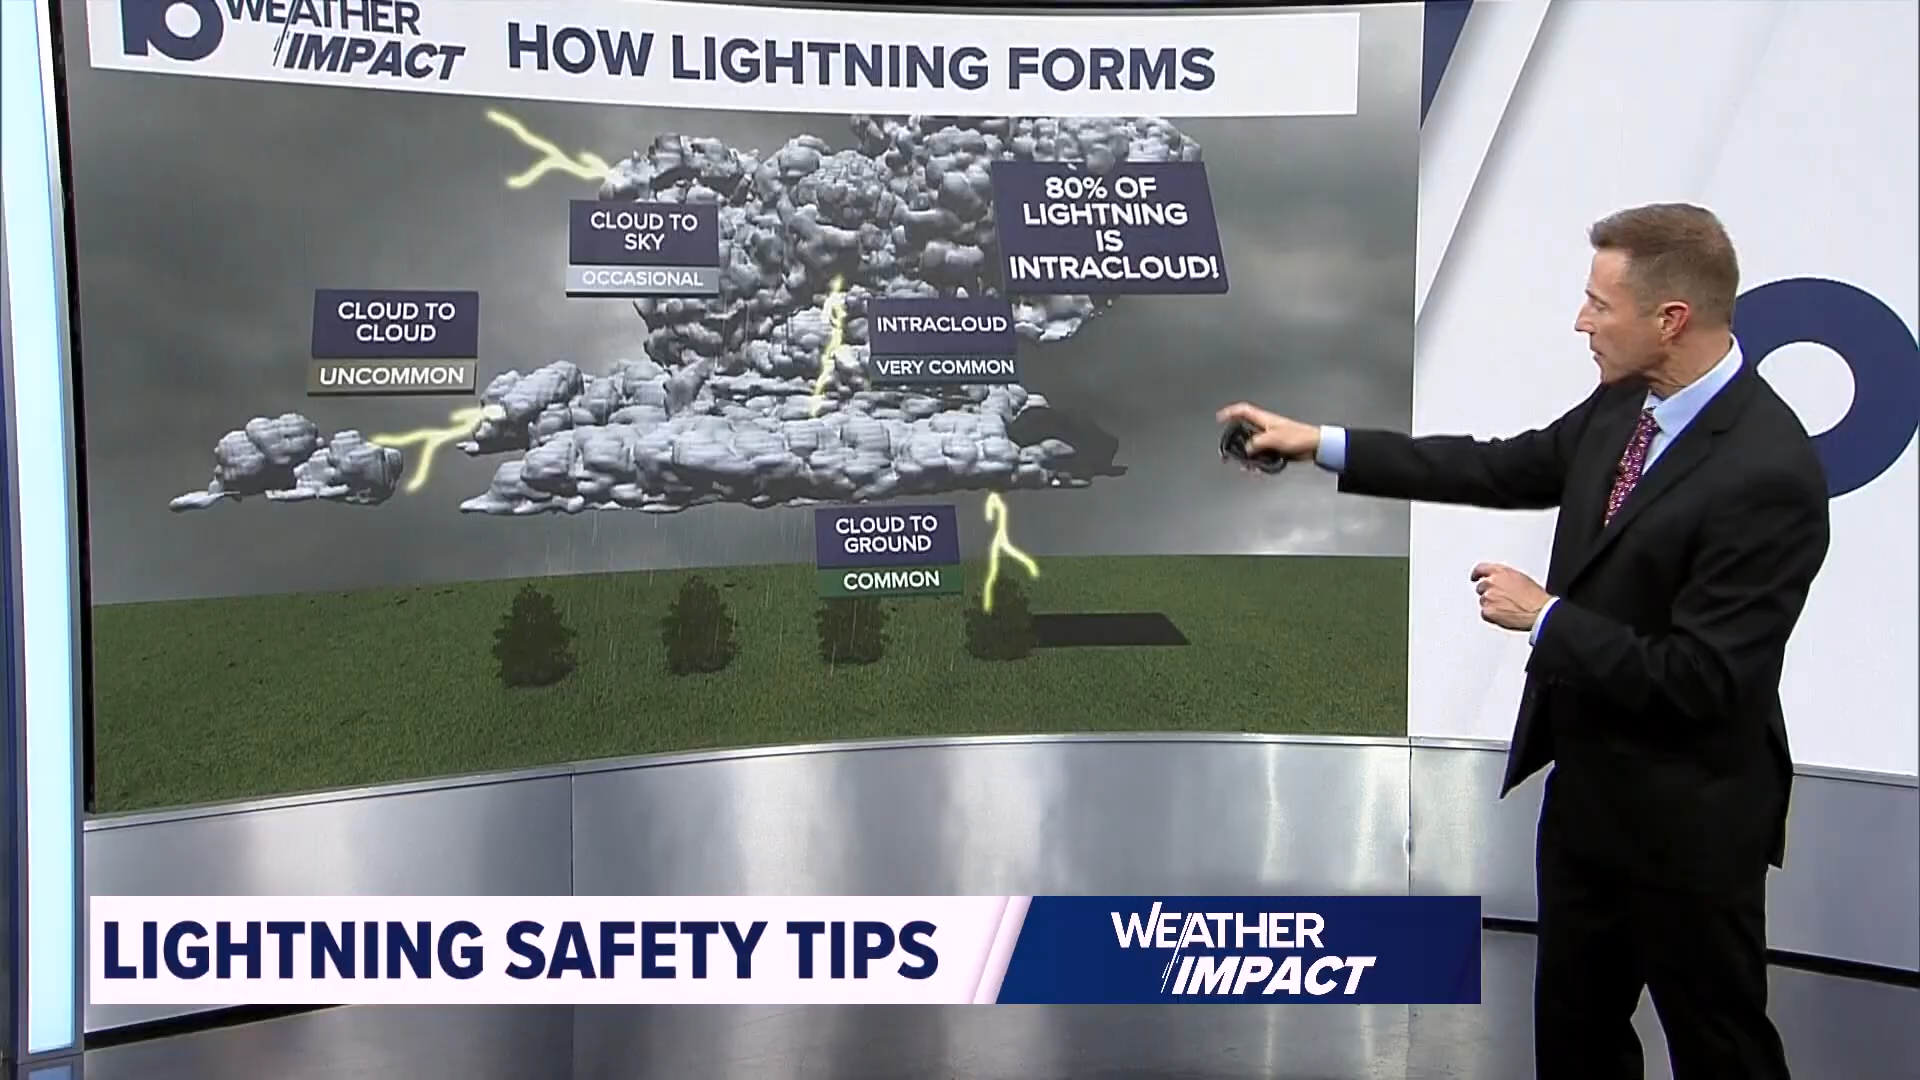 10
WEATHER
IMPACT
HOW LIGHTNING FORMS
80% OF
LIGHTNING
IS
INTRACLOUD!
CLOUD TO
SKY
OCCASIONAL
CLOUD TO
CLOUD
UNCOMMON
INTRACLOUD
VERY COMMON
CLOUD TO
GROUND
COMMON
LIGHTNING SAFETY TIPS
WEATHER
IMPACT